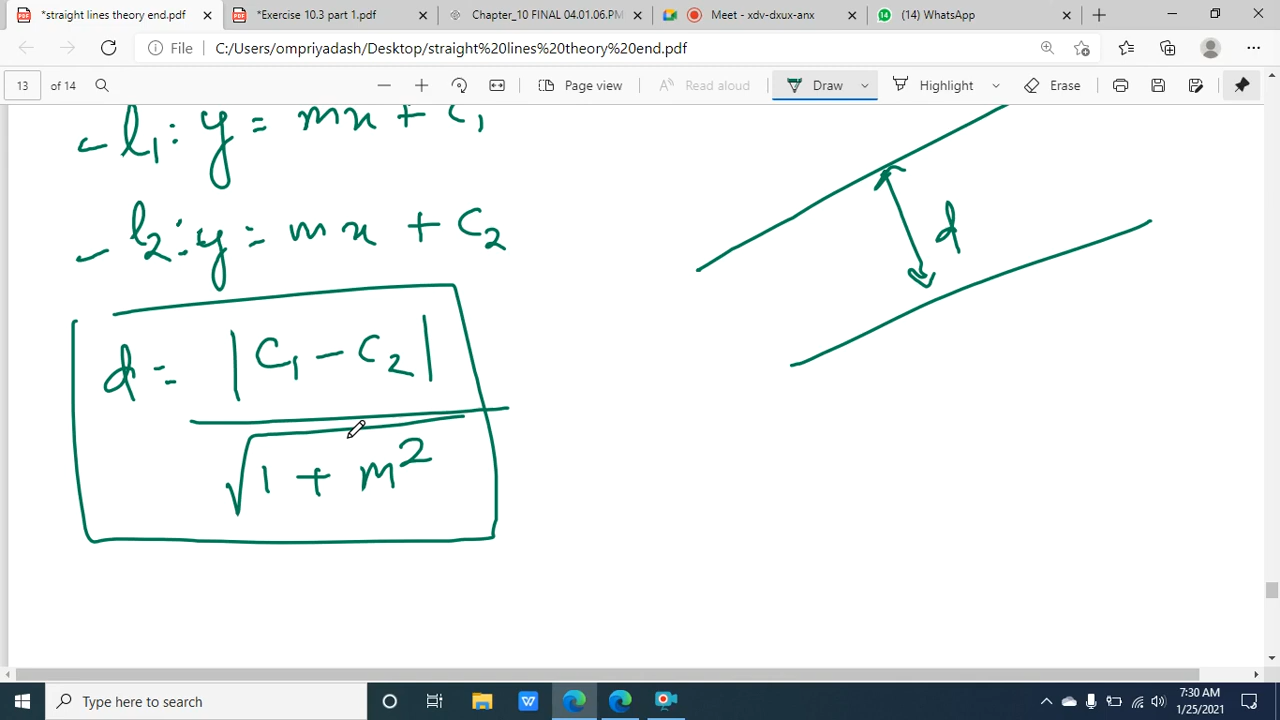 *straight lines theory end.pdf
*Exercise 10.3 part 1.pdf
Chapter_10 FINAL 04.01.06.PM
Meet - xdv-dxux-anx
(14) WhatsApp
File C:/Users/ompriyadash/Desktop/straight%20lines%20theory%20end.pdf
13 of 14
Page view
Read aloud
Draw
Highlight
Erase
- l₁: y = mx + C₁
- l₂: y = mx + C₂
d
d = |C₁ - C₂|
√1 + m²
Type here to search
7:30 AM
1/25/2021